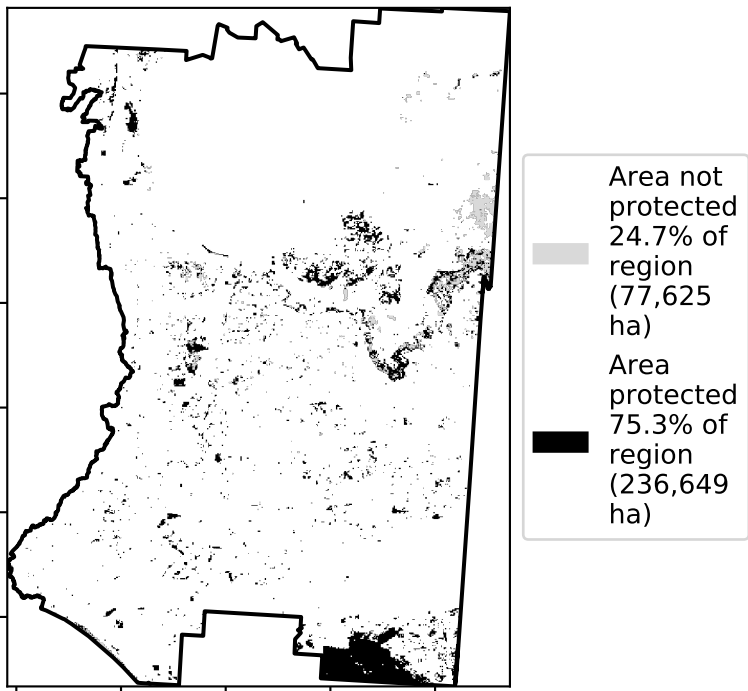 Area not
protected
24.7% of
region
(77,625
ha)
Area
protected
75.3% of
region
(236,649
ha)